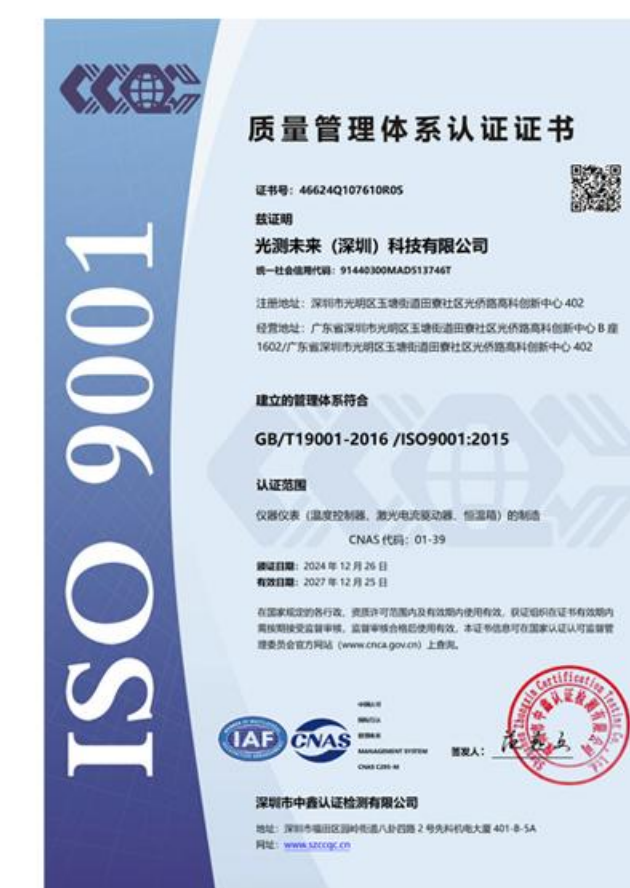 CCQC
质量管理体系认证证书
证书号：46624Q107610R0S
兹证明
光测未来（深圳）科技有限公司
统一社会信用代码：91440300MAD513746T
注册地址：深圳市光明区玉塘街道田寮社区光侨路高科创新中心 402
经营地址：广东省深圳市光明区玉塘街道田寮社区光侨路高科创新中心 B 座
1602/广东省深圳市光明区玉塘街道田寮社区光侨路高科创新中心 402
建立的管理体系符合
GB/T19001-2016 /ISO9001:2015
认证范围
仪器仪表（温度控制器、激光电流驱动器、恒温箱）的制造
CNAS 代码：01-39
颁证日期：2024 年 12 月 26 日
有效日期：2027 年 12 月 25 日
在国家规定的各行政、资质许可范围内及有效期内使用有效，获证组织在证书有效期内
需按期接受监督审核，监督审核合格后使用有效，本证书信息可在国家认证认可监督管
理委员会官方网站（www.cnca.gov.cn）上查询。
ISO 9001
IAF
CNAS
MANAGEMENT SYSTEM
签发人：
深圳市中鑫认证检测有限公司
地址：深圳市福田区园岭街道八卦四路 2 号先科机电大厦 401-B-5A
网址：www.szccqc.cn